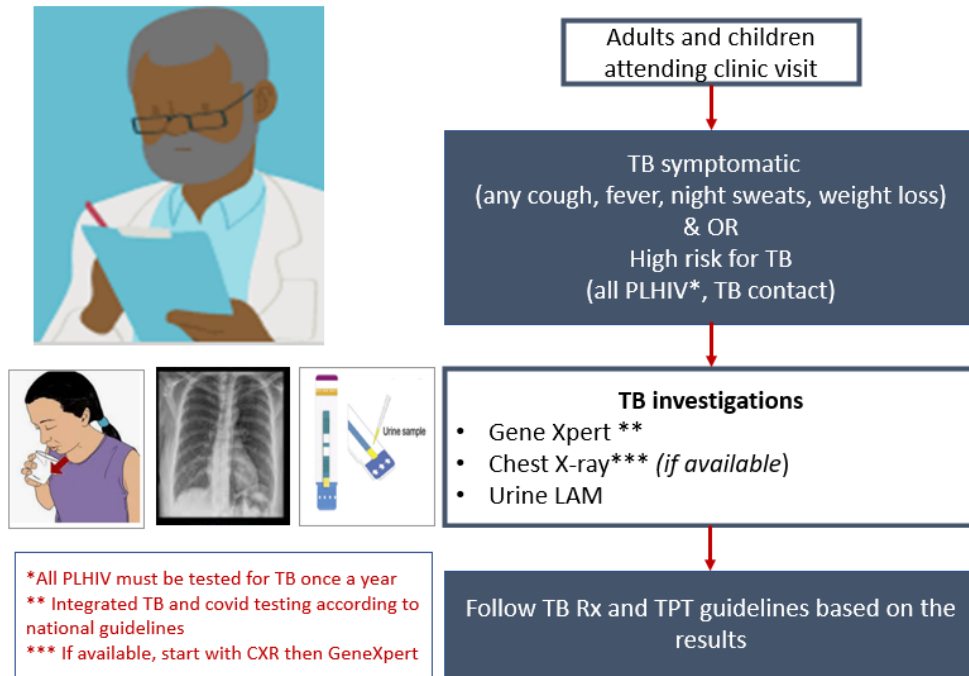 Adults and children
attending clinic visit
TB symptomatic
(any cough, fever, night sweats, weight loss)
& OR
High risk for TB
(all PLHIV*, TB contact)
Urine sample
TB investigations
• Gene Xpert **
• Chest X-ray*** (if available)
• Urine LAM
*All PLHIV must be tested for TB once a year
** Integrated TB and covid testing according to
national guidelines
*** If available, start with CXR then GeneXpert
Follow TB Rx and TPT guidelines based on the
results